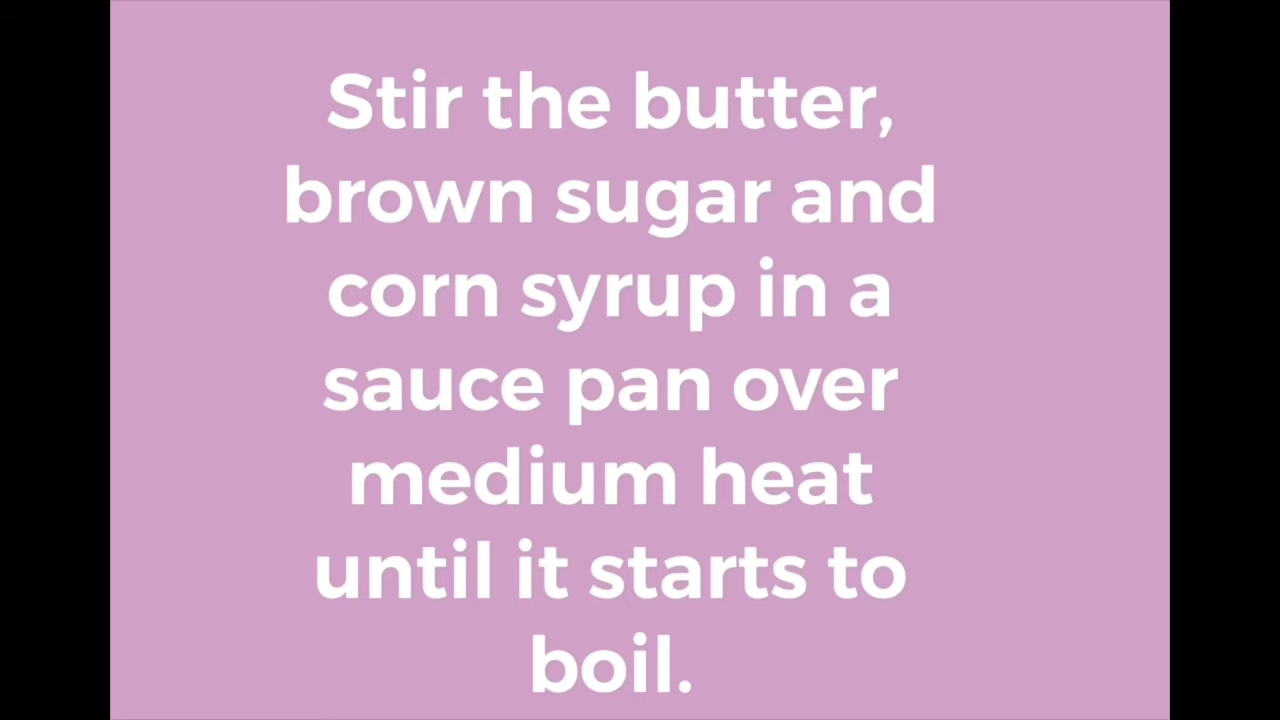 Stir the butter,
brown sugar and
corn syrup in a
sauce pan over
medium heat
until it starts to
boil.